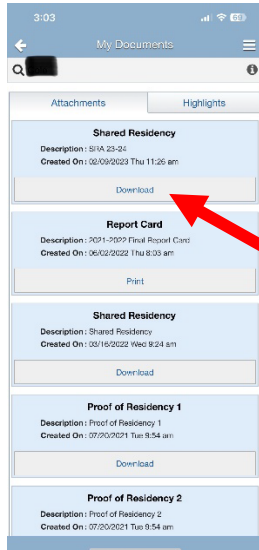 3:03
69
My Documents
Attachments Highlights
Shared Residency
Description : SRA 23-24
Created On : 02/09/2023 Thu 11:26 am
Download
Report Card
Description : 2021-2022 Final Report Card
Created On : 06/02/2022 Thu 8:03 am
Print
Shared Residency
Description : Shared Residency
Created On : 03/16/2022 Wed 9:24 am
Download
Proof of Residency 1
Description : Proof of Residency 1
Created On : 07/20/2021 Tue 9:54 am
Download
Proof of Residency 2
Description : Proof of Residency 2
Created On : 07/20/2021 Tue 9:54 am